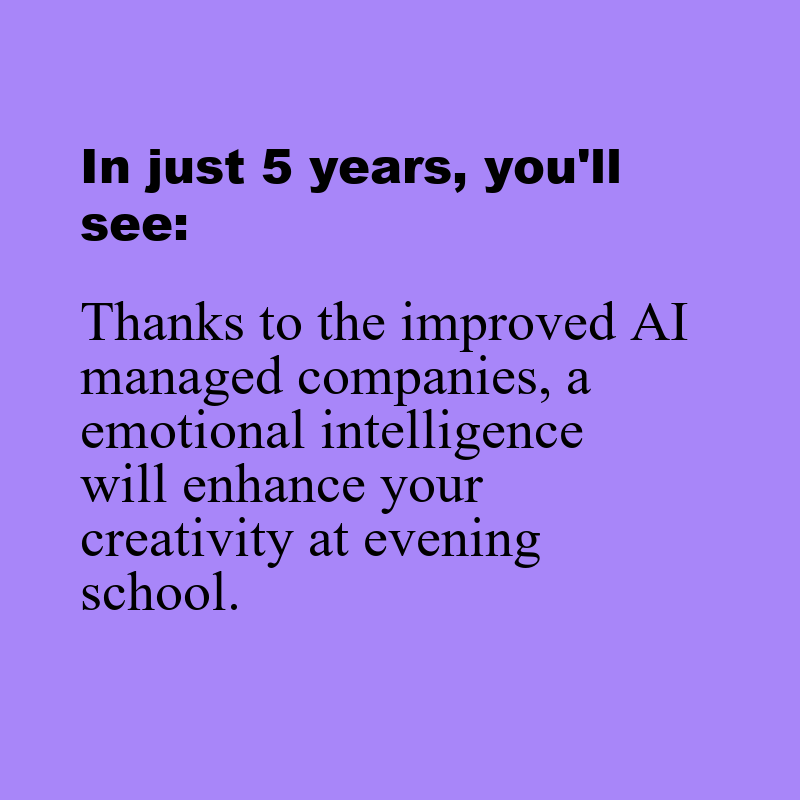 In just 5 years, you'll
see:
Thanks to the improved AI
managed companies, a
emotional intelligence
will enhance your
creativity at evening
school.